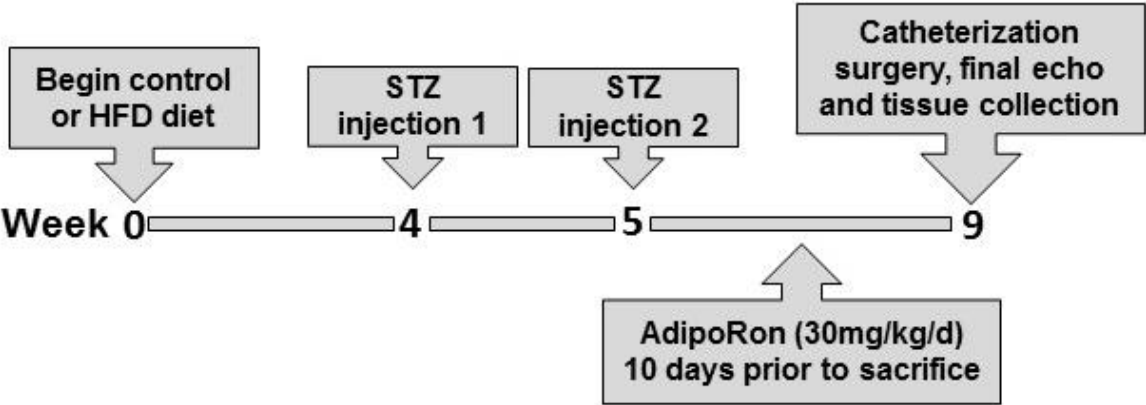 Begin control
or HFD diet
STZ
injection 1
STZ
injection 2
Catheterization
surgery, final echo
and tissue collection
Week 0 4 5 9
AdipoRon (30mg/kg/d)
10 days prior to sacrifice